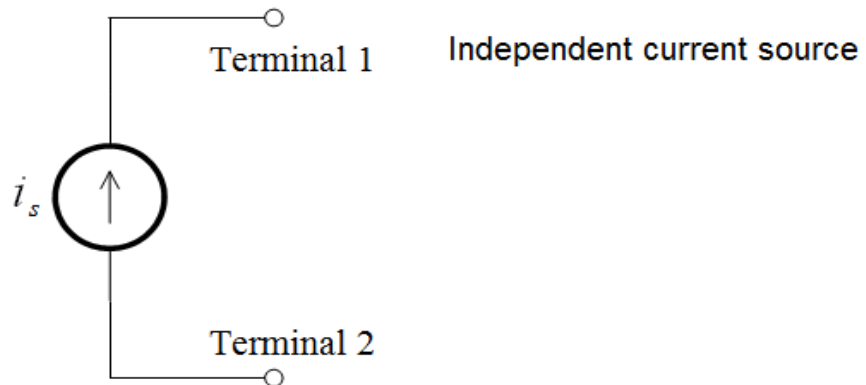 Terminal 1
Independent current source
i_s
Terminal 2